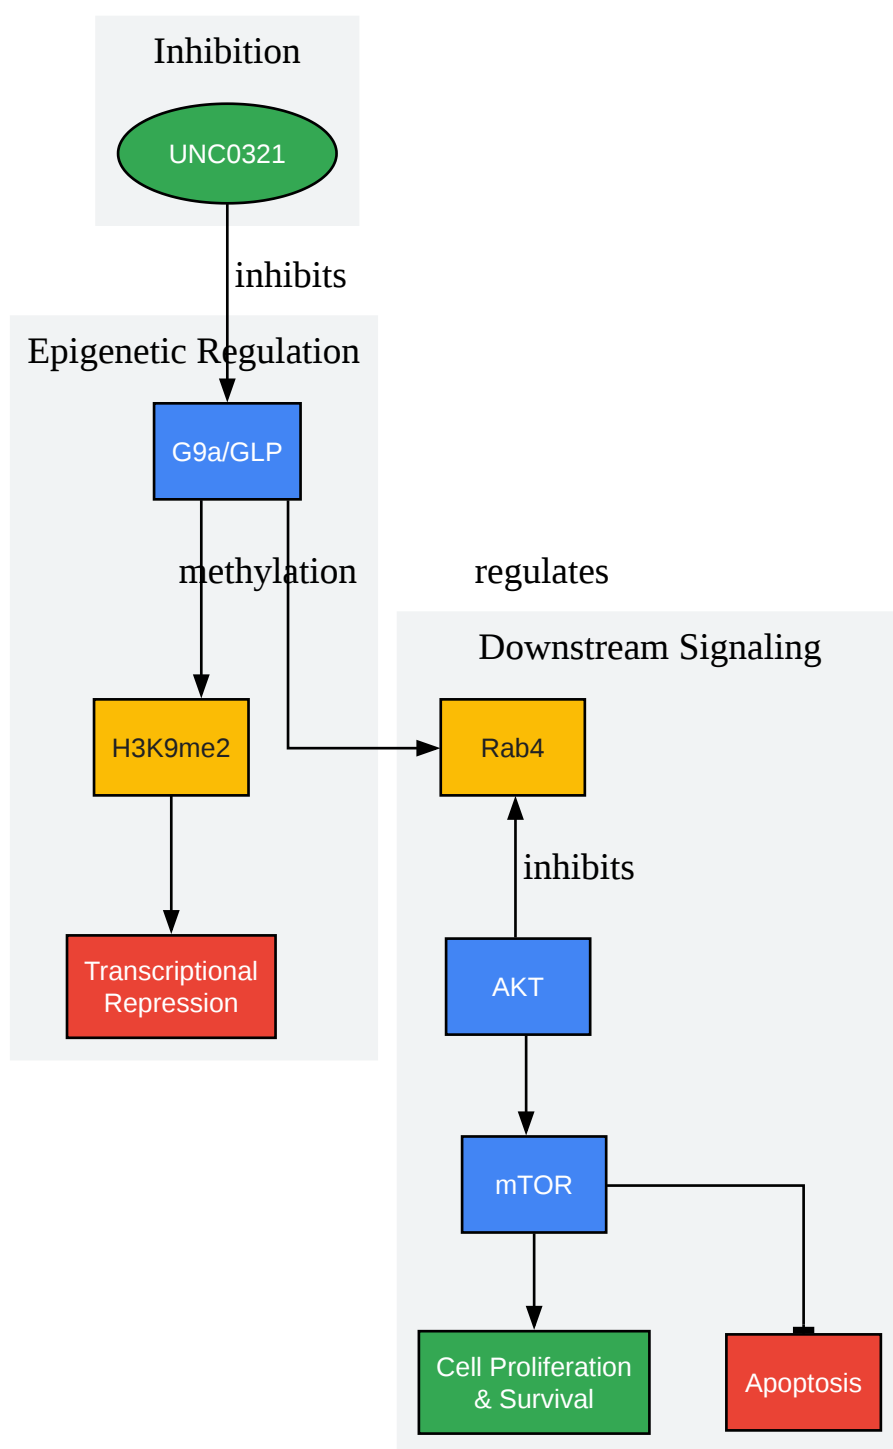 Inhibition
UNC0321
inhibits
Epigenetic Regulation
G9a/GLP
methylation
regulates
Downstream Signaling
H3K9me2
Rab4
inhibits
Transcriptional
Repression
AKT
mTOR
Cell Proliferation
& Survival
Apoptosis